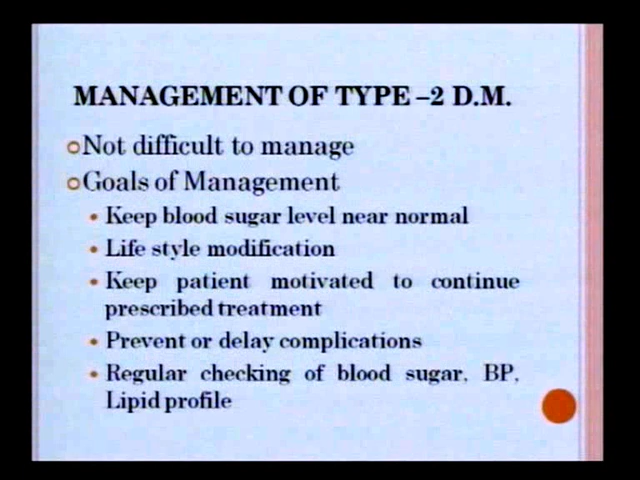 MANAGEMENT OF TYPE –2 D.M.
Not difficult to manage
Goals of Management
Keep blood sugar level near normal
Life style modification
Keep patient motivated to continue
prescribed treatment
Prevent or delay complications
Regular checking of blood sugar, BP,
Lipid profile